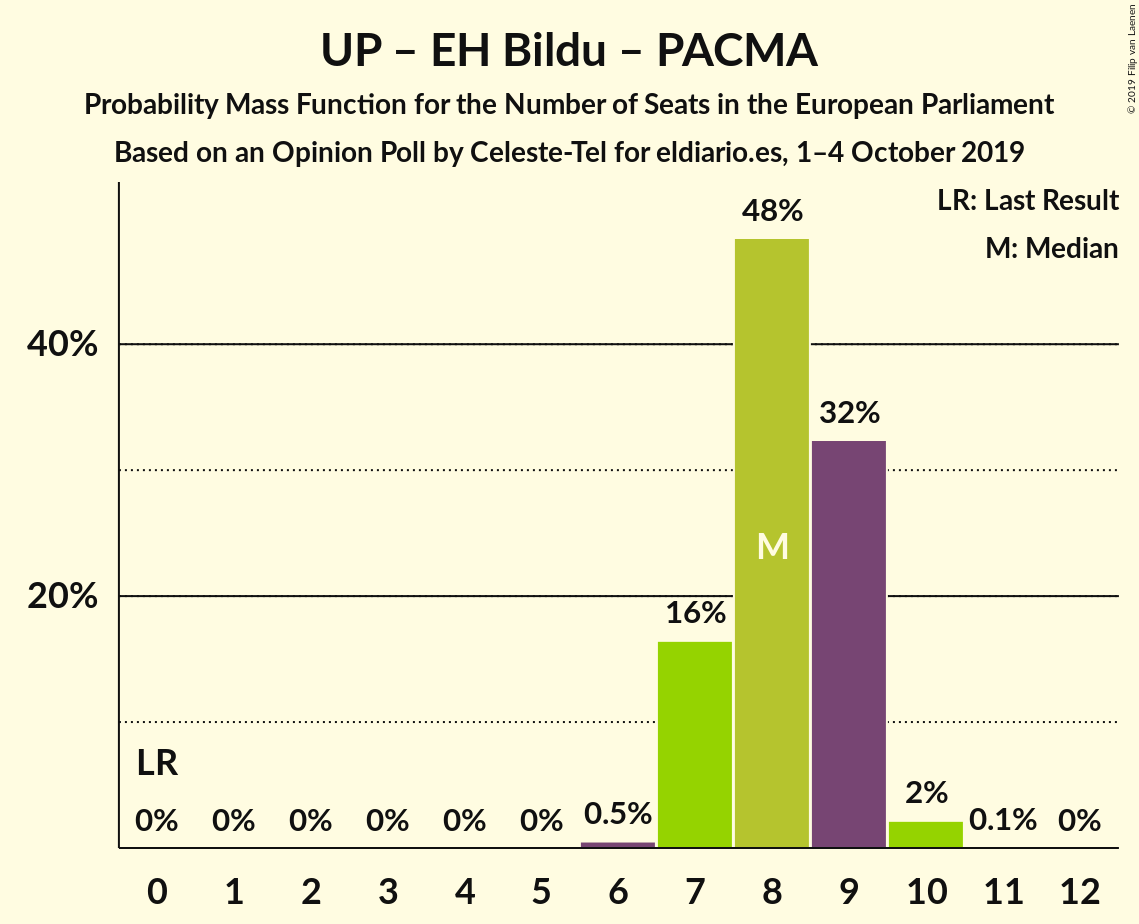 UP – EH Bildu – PACMA
Probability Mass Function for the Number of Seats in the European Parliament
Based on an Opinion Poll by Celeste-Tel for eldiario.es, 1–4 October 2019
© 2019 Filip van Laenen
LR: Last Result
M: Median
48%
40%
32%
M
20%
16%
LR
0% 0% 0% 0% 0% 0% 0.5% 2% 0.1% 0%
0 1 2 3 4 5 6 7 8 9 10 11 12